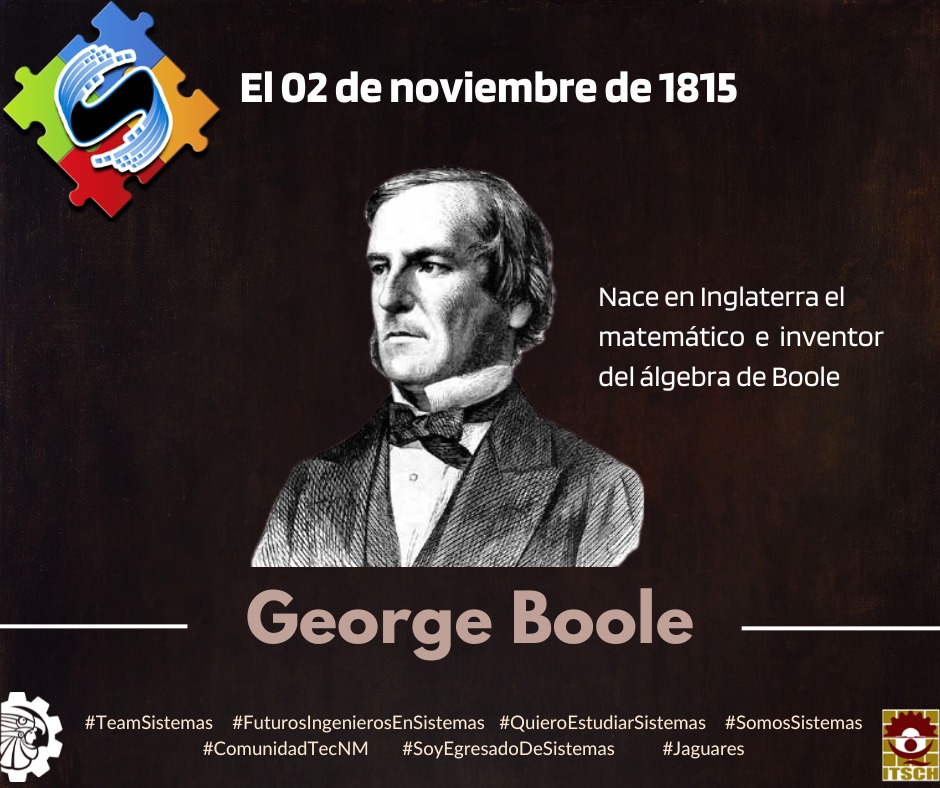 El 02 de noviembre de 1815
Nace en Inglaterra el
matemático e inventor
del álgebra de Boole
George Boole
#TeamSistemas #FuturosIngenierosEnSistemas #QuieroEstudiarSistemas #SomosSistemas
#ComunidadTecNM #SoyEgresadoDeSistemas #Jaguares
ITSCH